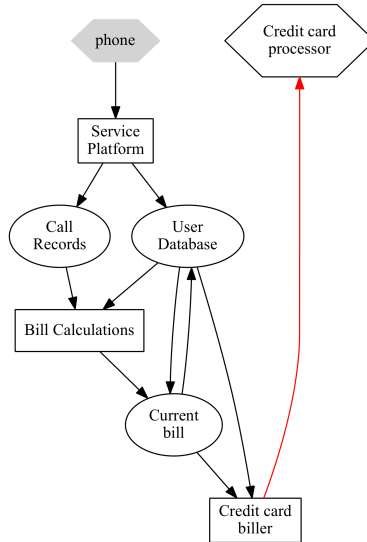 phone
Credit card
processor
Service
Platform
Call
Records
User
Database
Bill Calculations
Current
bill
Credit card
biller